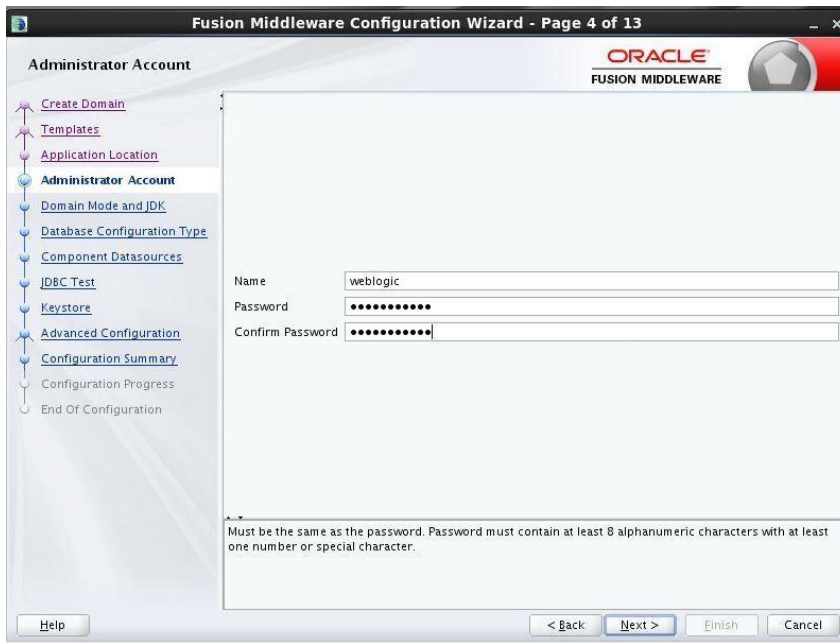 Fusion Middleware Configuration Wizard - Page 4 of 13
Administrator Account
ORACLE
FUSION MIDDLEWARE
Create Domain
Templates
Application Location
Administrator Account
Domain Mode and JDK
Database Configuration Type
Component Datasources
JDBC Test
Keystore
Advanced Configuration
Configuration Summary
Configuration Progress
End Of Configuration
Name weblogic
Password •••••••••••
Confirm Password •••••••••••
Must be the same as the password. Password must contain at least 8 alphanumeric characters with at least
one number or special character.
Help < Back Next > Finish Cancel